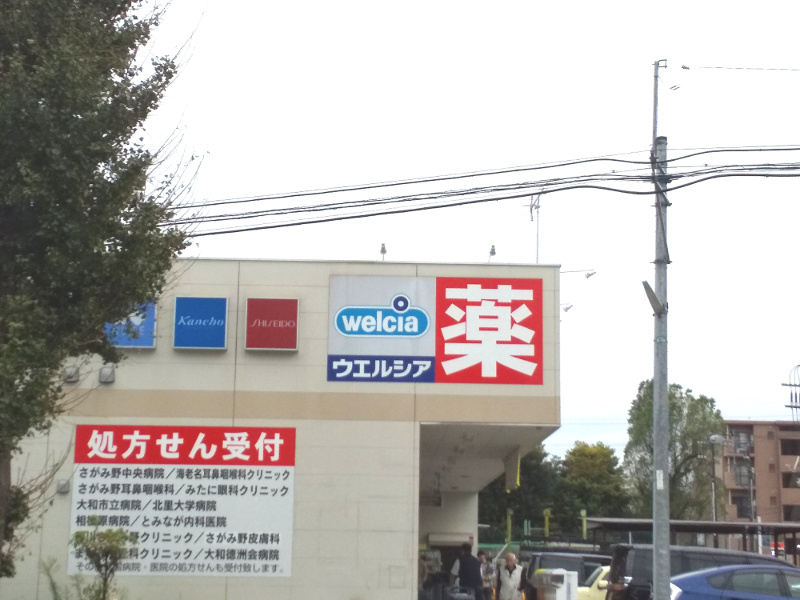 Kanebo
SHISEIDO
welcia
ウエルシア
薬
処方せん受付
さがみ野中央病院／海老名耳鼻咽喉科クリニック
さがみ野耳鼻咽喉科／みたに眼科クリニック
大和市立病院／北里大学病院
相模原病院／とみなが内科医院
野クリニック／さがみ野皮膚科
科クリニック／大和徳洲会病院
その他病院・医院の処方せんも受付致します。